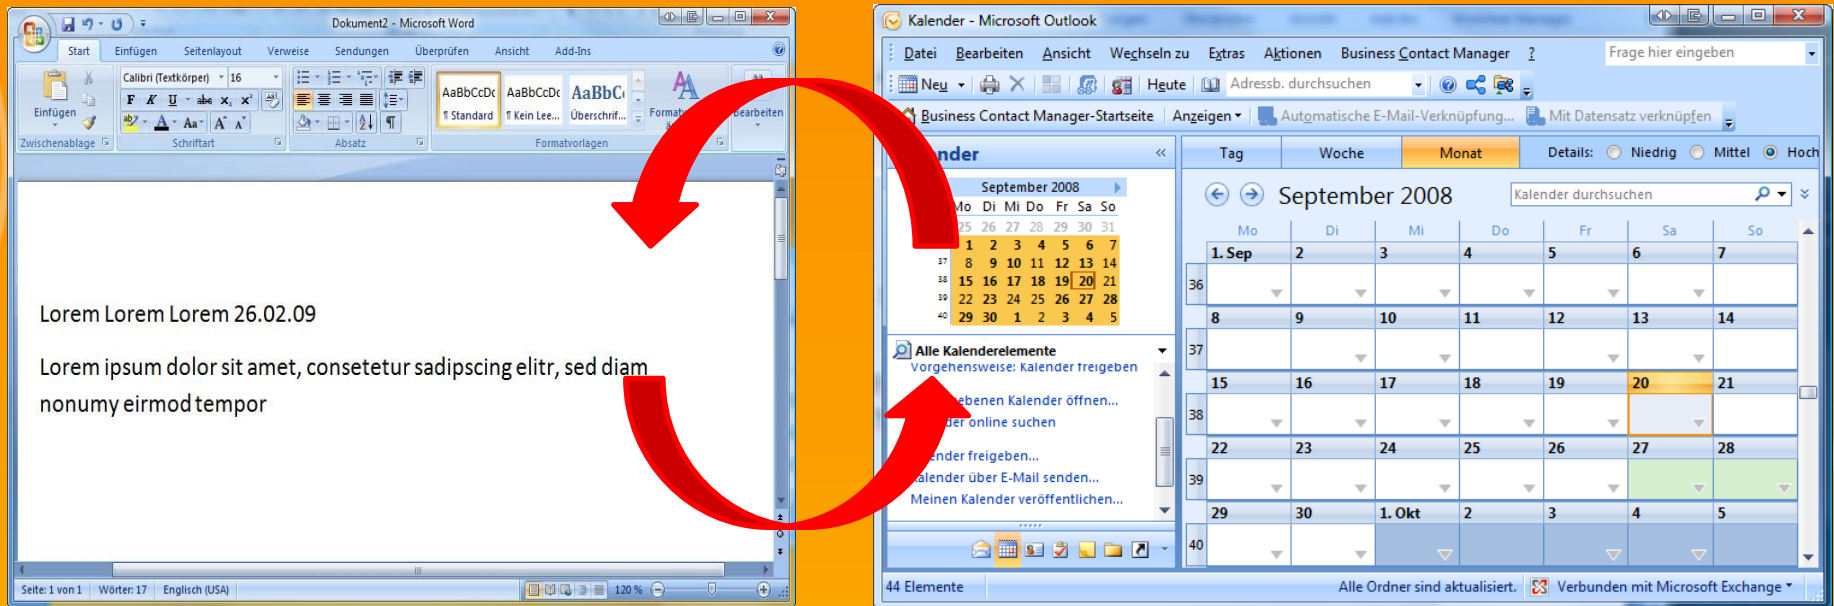 Dokument2 - Microsoft Word
Start Einfügen Seitenlayout Verweise Sendungen Überprüfen Ansicht Add-Ins
Einfügen
Calibri (Textkörper) 16
F K U abc x₂ x²
Aa A A
AaBbCcDc AaBbCcDc AaBbC
¶ Standard ¶ Kein Lee... Überschrif...
Zwischenablage Schriftart Absatz Formatvorlagen
Lorem Lorem Lorem 26.02.09
Lorem ipsum dolor sit amet, consetetur sadipscing elitr, sed diam
nonumy eirmod tempor
Seite: 1 von 1 Wörter: 17 Englisch (USA) 120 %
Kalender - Microsoft Outlook
Datei Bearbeiten Ansicht Wechseln zu Extras Aktionen Business Contact Manager ? Frage hier eingeben
Neu Heute Adressb. durchsuchen
Business Contact Manager-Startseite Anzeigen Automatische E-Mail-Verknüpfung... Mit Datensatz verknüpfen
nder «
September 2008
Mo Di Mi Do Fr Sa So
25 26 27 28 29 30 31
1 2 3 4 5 6 7
37 8 9 10 11 12 13 14
38 15 16 17 18 19 20 21
39 22 23 24 25 26 27 28
40 29 30 1 2 3 4 5
Alle Kalenderelemente
Vorgehensweise: Kalender freigeben
ebenen Kalender öffnen...
der online suchen
ender freigeben...
alender über E-Mail senden...
Meinen Kalender veröffentlichen...
Tag Woche Monat Details: Niedrig Mittel Hoch
September 2008 Kalender durchsuchen
Mo Di Mi Do Fr Sa So
1. Sep 2 3 4 5 6 7
36
8 9 10 11 12 13 14
37
15 16 17 18 19 20 21
38
22 23 24 25 26 27 28
39
29 30 1. Okt 2 3 4 5
40
44 Elemente Alle Ordner sind aktualisiert. Verbunden mit Microsoft Exchange